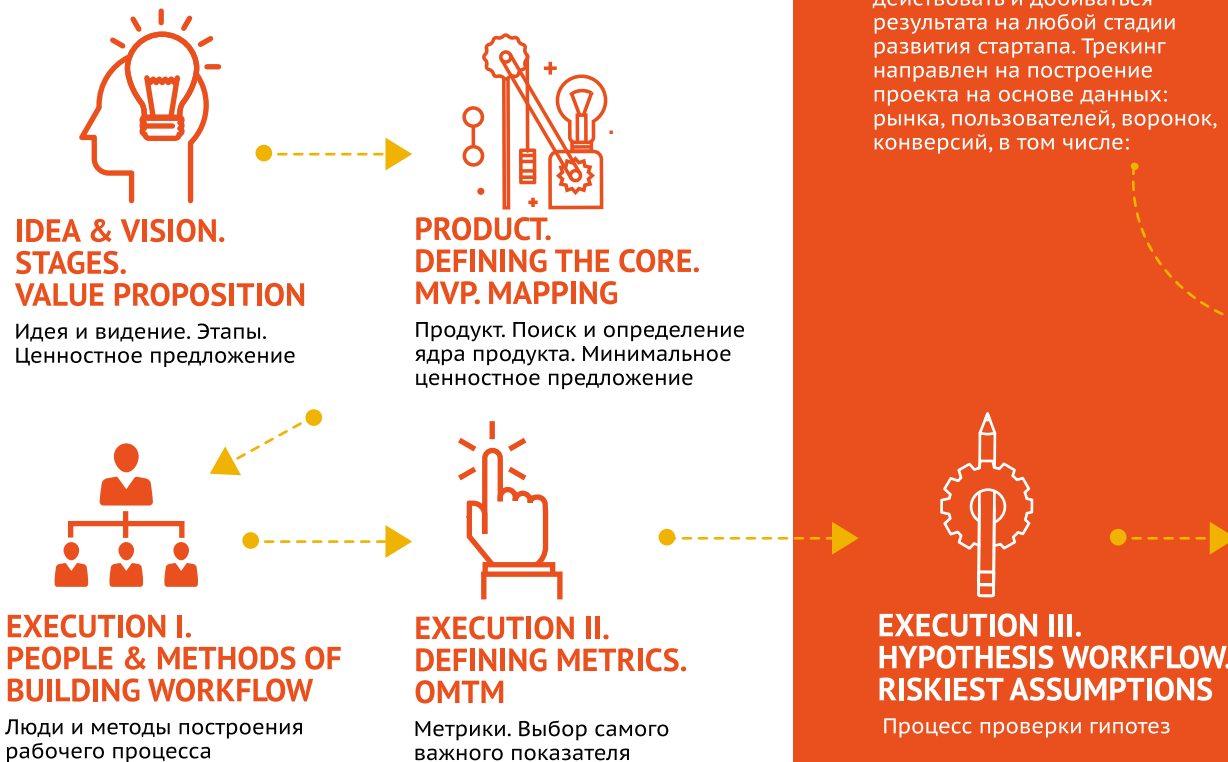 действовать и добиваться
результата на любой стадии
развития стартапа. Трекинг
направлен на построение
проекта на основе данных:
рынка, пользователей, воронок,
конверсий, в том числе:
IDEA & VISION.
STAGES.
VALUE PROPOSITION
Идея и видение. Этапы.
Ценностное предложение
PRODUCT.
DEFINING THE CORE.
MVP. MAPPING
Продукт. Поиск и определение
ядра продукта. Минимальное
ценностное предложение
EXECUTION I.
PEOPLE & METHODS OF
BUILDING WORKFLOW
Люди и методы построения
рабочего процесса
EXECUTION II.
DEFINING METRICS.
OMTM
Метрики. Выбор самого
важного показателя
EXECUTION III.
HYPOTHESIS WORKFLOW.
RISKIEST ASSUMPTIONS
Процесс проверки гипотез